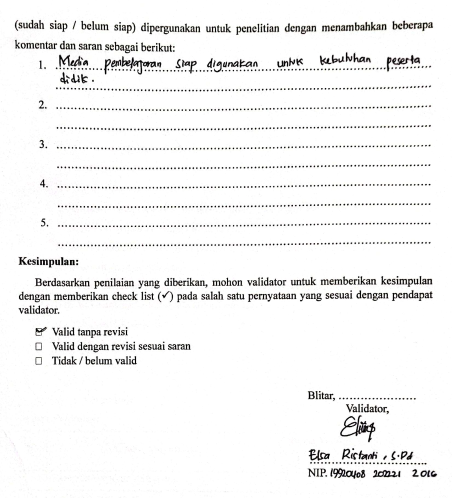 (sudah siap / belum siap) dipergunakan untuk penelitian dengan menambahkan beberapa
komentar dan saran sebagai berikut:
1. Media pembelajaran siap digunakan untuk kebutuhan peserta
didik.
2. ....................
3. ....................
4. ....................
5. ....................
Kesimpulan:
Berdasarkan penilaian yang diberikan, mohon validator untuk memberikan kesimpulan
dengan memberikan check list (✓) pada salah satu pernyataan yang sesuai dengan pendapat
validator.
☑ Valid tanpa revisi
☐ Valid dengan revisi sesuai saran
☐ Tidak / belum valid
Blitar, ....................
Validator,
Elsa Ristanti, S.Pd
NIP. 19920408 202221 2016